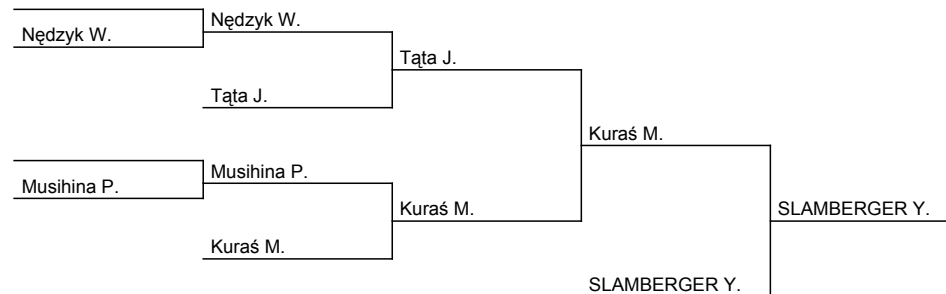 Nędzyk W.
Nędzyk W.
Tąta J.
Tąta J.
Kuraś M.
Musihina P.
Musihina P.
Kuraś M.
SLAMBERGER Y.
Kuraś M.
SLAMBERGER Y.